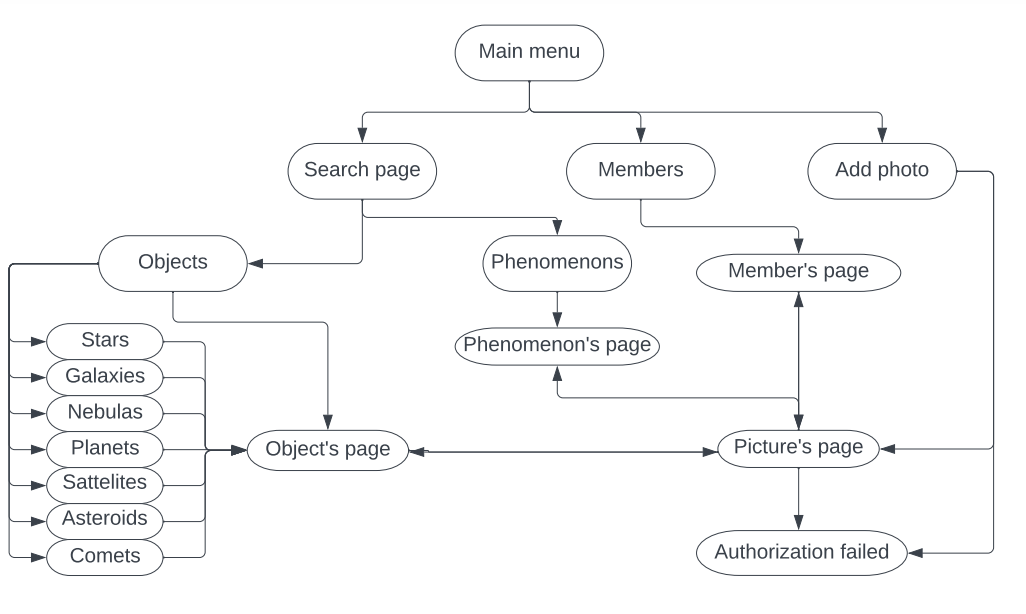 Main menu
Search page
Members
Add photo
Objects
Phenomenons
Member's page
Stars
Phenomenon's page
Galaxies
Nebulas
Planets
Object's page
Picture's page
Sattelites
Asteroids
Comets
Authorization failed